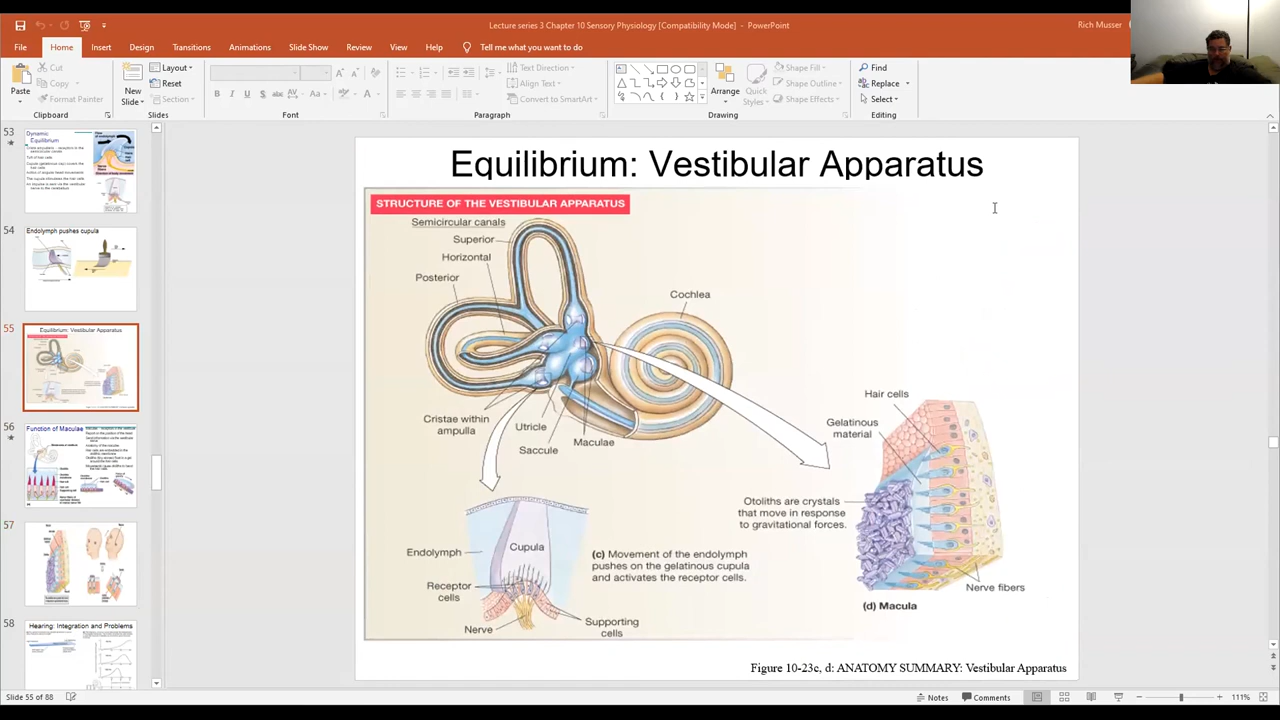 Lecture series 3 Chapter 10 Sensory Physiology [Compatibility Mode] - PowerPoint
Rich Musser
File Home Insert Design Transitions Animations Slide Show Review View Help Tell me what you want to do
Paste
Cut
Copy
Format Painter
Clipboard
New
Slide
Layout
Reset
Section
Slides
Font
Text Direction
Align Text
Convert to SmartArt
Paragraph
Arrange
Quick
Styles
Shape Fill
Shape Outline
Shape Effects
Drawing
Find
Replace
Select
Editing
53
Dynamic
Equilibrium
54
Endolymph pushes cupula
55
Equilibrium: Vestibular Apparatus
56
Function of Maculae
57
58
Hearing: Integration and Problems
Equilibrium: Vestibular Apparatus
STRUCTURE OF THE VESTIBULAR APPARATUS
Semicircular canals
Superior
Horizontal
Posterior
Cochlea
Cristae within
ampulla
Utricle
Saccule
Maculae
Hair cells
Gelatinous
material
Otoliths are crystals
that move in response
to gravitational forces.
Nerve fibers
(d) Macula
Endolymph
Cupula
Receptor
cells
Nerve
Supporting
cells
(c) Movement of the endolymph
pushes on the gelatinous cupula
and activates the receptor cells.
Figure 10-23c, d: ANATOMY SUMMARY: Vestibular Apparatus
Slide 55 of 88
Notes
Comments
111%